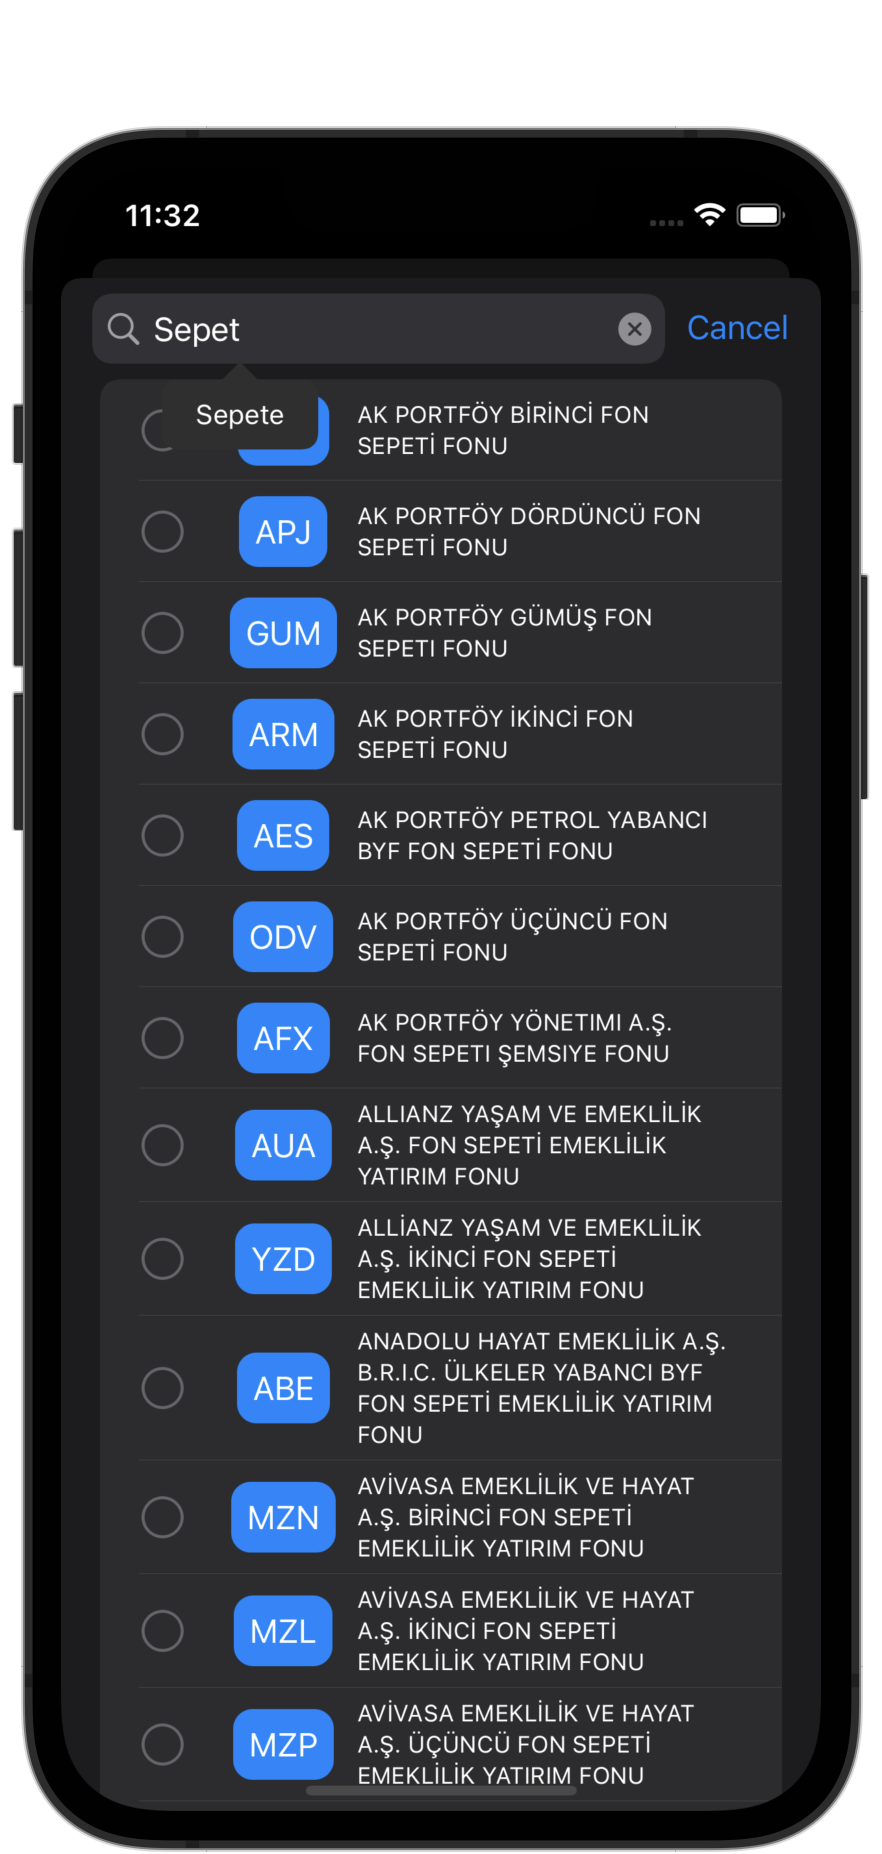 11:32
Sepet
Cancel
Sepete
AK PORTFÖY BİRİNCİ FON
SEPETİ FONU
APJ
AK PORTFÖY DÖRDÜNCÜ FON
SEPETİ FONU
GUM
AK PORTFÖY GÜMÜŞ FON
SEPETI FONU
ARM
AK PORTFÖY İKİNCİ FON
SEPETİ FONU
AES
AK PORTFÖY PETROL YABANCI
BYF FON SEPETİ FONU
ODV
AK PORTFÖY ÜÇÜNCÜ FON
SEPETİ FONU
AFX
AK PORTFÖY YÖNETIMI A.Ş.
FON SEPETI ŞEMSIYE FONU
AUA
ALLIANZ YAŞAM VE EMEKLİLİK
A.Ş. FON SEPETİ EMEKLİLİK
YATIRIM FONU
YZD
ALLİANZ YAŞAM VE EMEKLİLİK
A.Ş. İKİNCİ FON SEPETİ
EMEKLİLİK YATIRIM FONU
ABE
ANADOLU HAYAT EMEKLİLİK A.Ş.
B.R.I.C. ÜLKELER YABANCI BYF
FON SEPETİ EMEKLİLİK YATIRIM
FONU
MZN
AVİVASA EMEKLİLİK VE HAYAT
A.Ş. BİRİNCİ FON SEPETİ
EMEKLİLİK YATIRIM FONU
MZL
AVİVASA EMEKLİLİK VE HAYAT
A.Ş. İKİNCİ FON SEPETİ
EMEKLİLİK YATIRIM FONU
MZP
AVİVASA EMEKLİLİK VE HAYAT
A.Ş. ÜÇÜNCÜ FON SEPETİ
EMEKLİLİK YATIRIM FONU